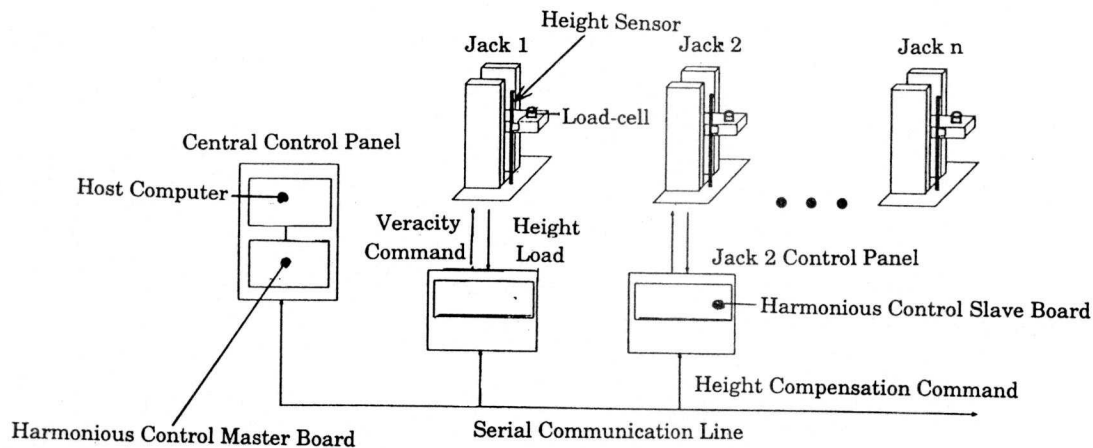 Height Sensor
Jack 1
Jack 2
Jack n
Load-cell
Central Control Panel
Host Computer
Veracity
Command
Height
Load
Jack 2 Control Panel
Harmonious Control Slave Board
Height Compensation Command
Harmonious Control Master Board
Serial Communication Line